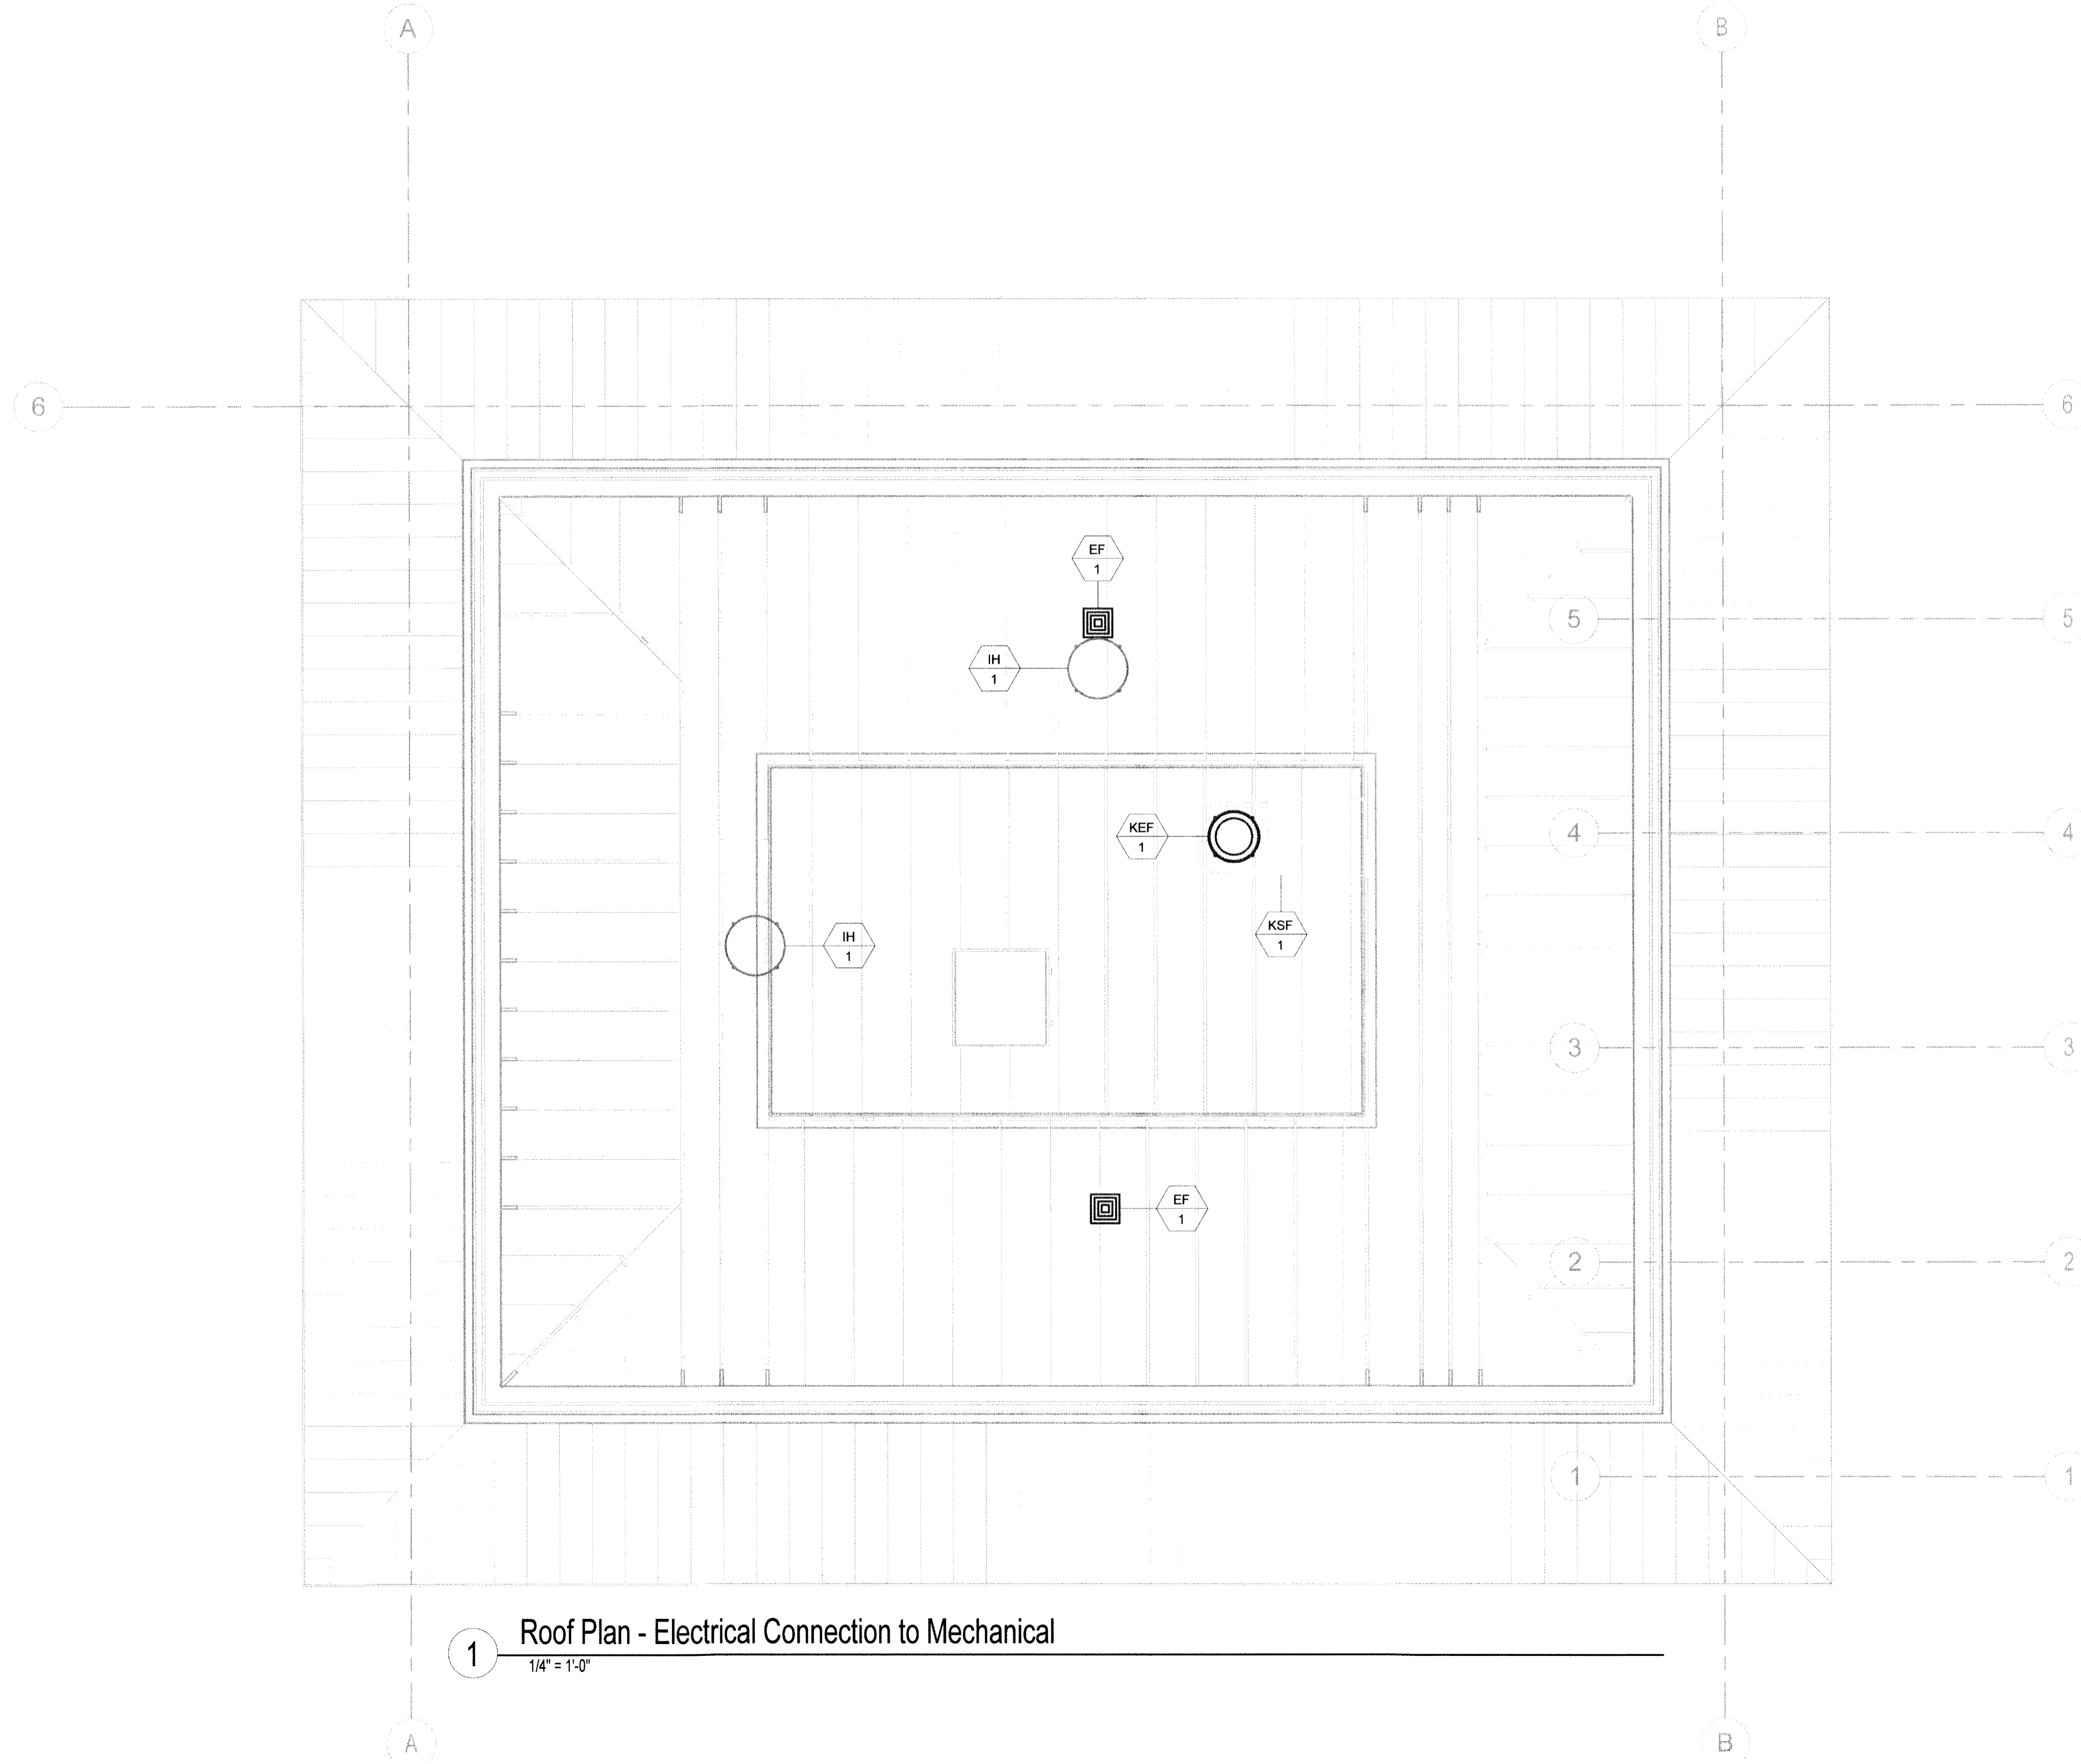 A
B
6
6
EF
1
5
5
IH
1
KEF
1
4
4
KSF
1
IH
1
3
3
EF
1
2
2
1
1
Roof Plan - Electrical Connection to Mechanical
1
1/4" = 1'-0"
A
B